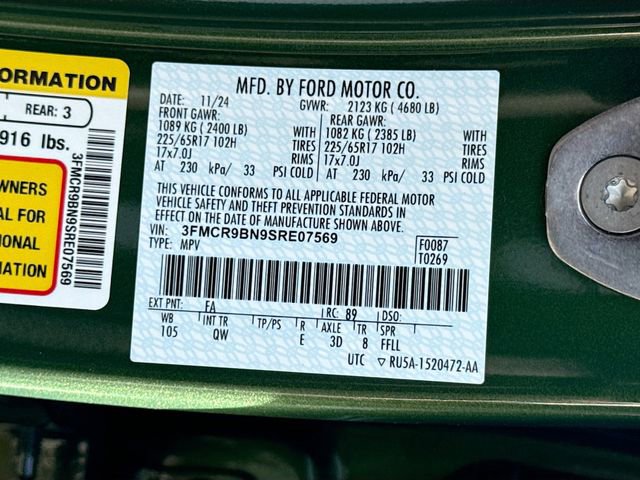 FORMATION
REAR: 3
916 lbs.
WNERS
AL FOR
IONAL
MATION
3FMCR9BN9SRE07569
MFD. BY FORD MOTOR CO.
DATE: 11/24 GVWR: 2123 KG ( 4680 LB)
FRONT GAWR: REAR GAWR:
1089 KG ( 2400 LB) WITH 1082 KG ( 2385 LB) WITH
225/65R17 102H TIRES 225/65R17 102H TIRES
17x7.0J RIMS 17x7.0J RIMS
AT 230 kPa/ 33 PSI COLD AT 230 kPa/ 33 PSI COLD
THIS VEHICLE CONFORMS TO ALL APPLICABLE FEDERAL MOTOR
VEHICLE SAFETY AND THEFT PREVENTION STANDARDS IN
EFFECT ON THE DATE OF MANUFACTURE SHOWN ABOVE.
VIN: 3FMCR9BN9SRE07569 F0087
TYPE: MPV T0269
EXT PNT: FA RC: 89 DSO:
WB INT TR TP/PS R AXLE TR SPR
105 QW E 3D 8 FFLL
UTC ▽ RU5A-1520472-AA